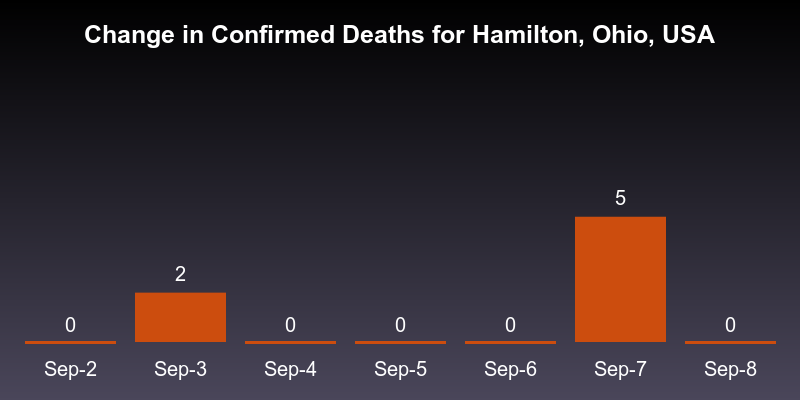 Change in Confirmed Deaths for Hamilton, Ohio, USA
5
2
0 0 0 0 0
Sep-2 Sep-3 Sep-4 Sep-5 Sep-6 Sep-7 Sep-8